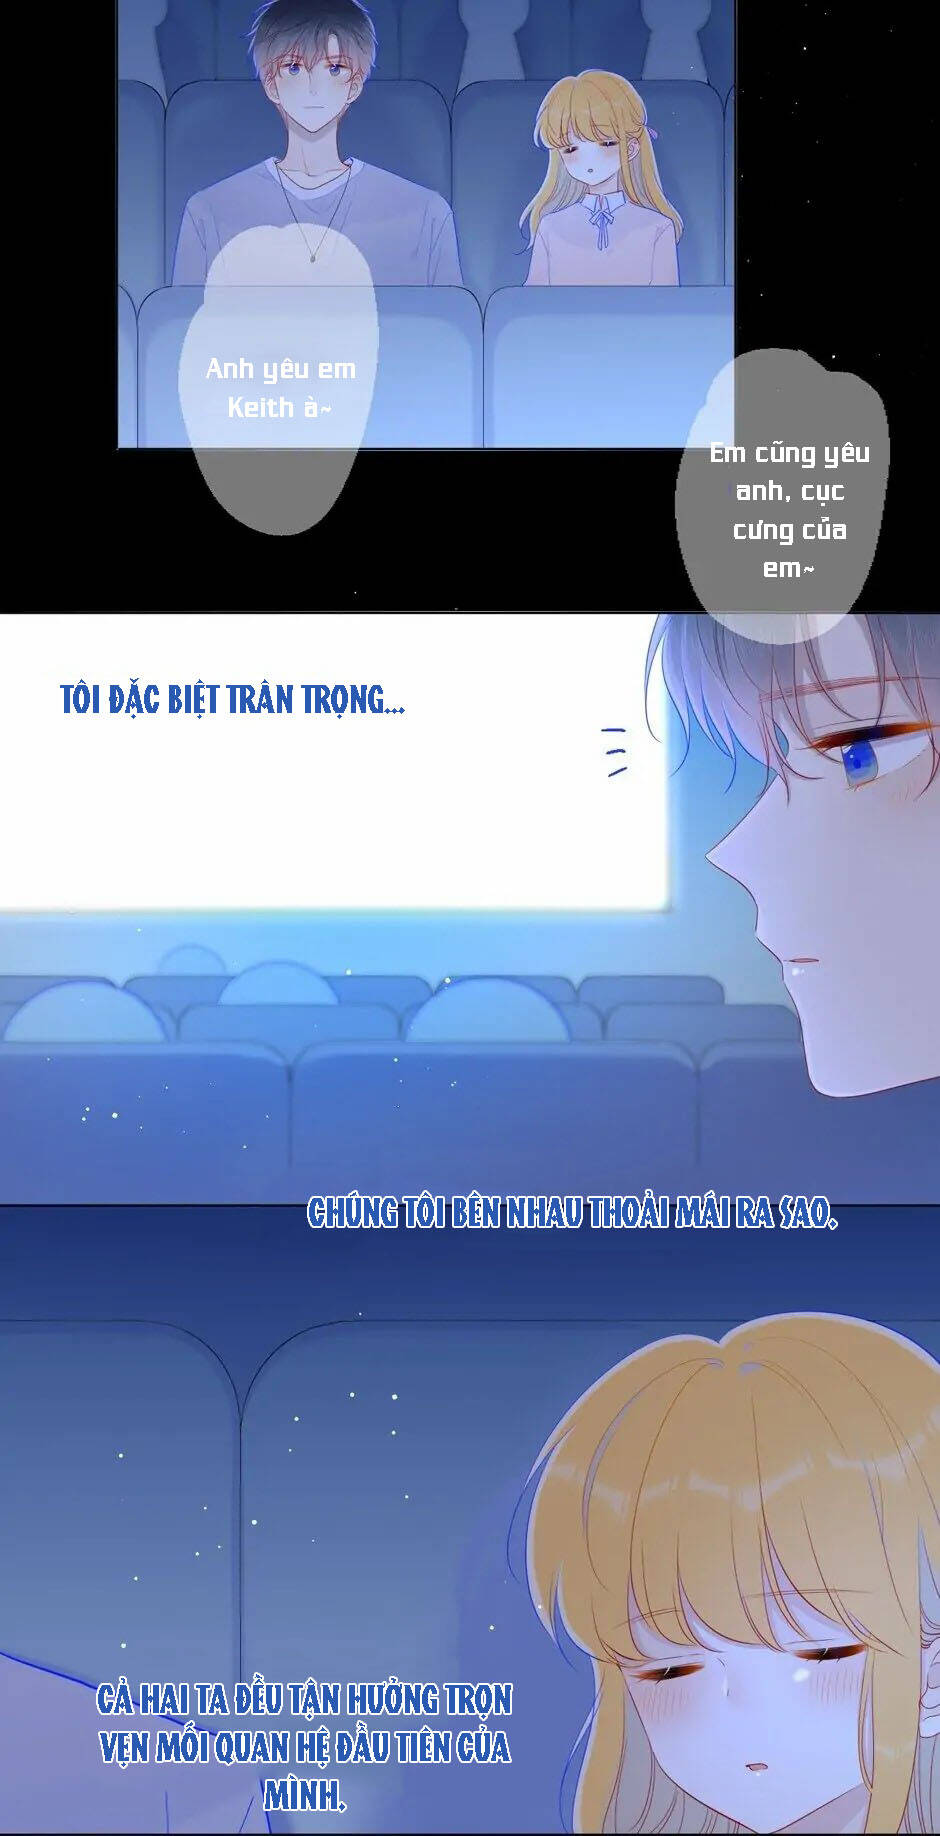 Anh yêu em
Keith à~
Em cũng yêu
anh, cục
cưng của
em~
TÔI ĐẶC BIỆT TRÂN TRỌNG...
CHÚNG TÔI BÊN NHAU THOẢI MÁI RA SAO.
CẢ HAI TA ĐỀU TẬN HƯỞNG TRỌN
VẸN MỐI QUAN HỆ ĐẦU TIÊN CỦA
MÌNH.